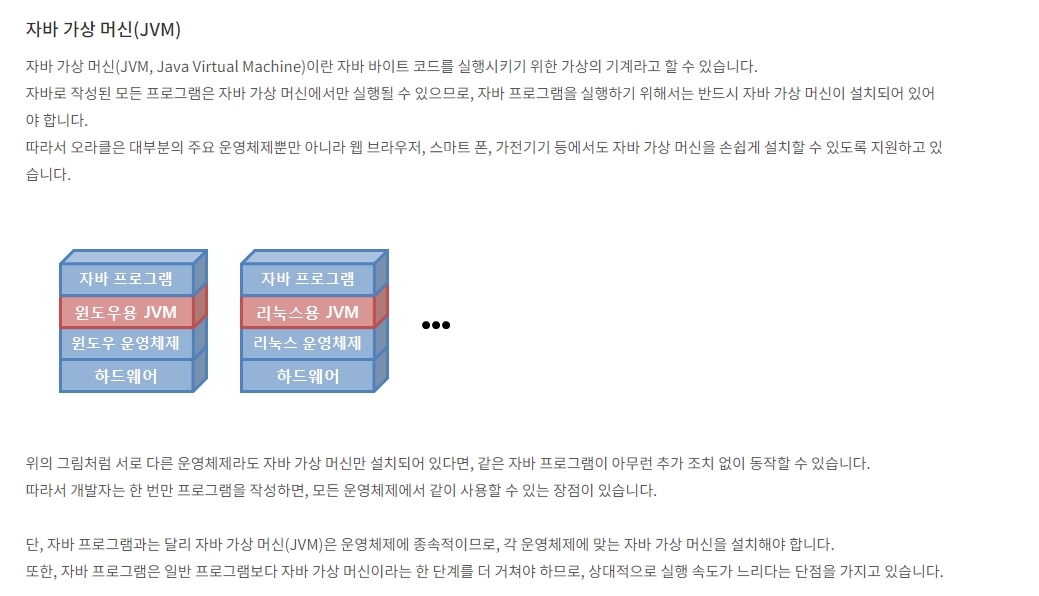 자바 가상 머신(JVM)
자바 가상 머신(JVM, Java Virtual Machine)이란 자바 바이트 코드를 실행시키기 위한 가상의 기계라고 할 수 있습니다.
자바로 작성된 모든 프로그램은 자바 가상 머신에서만 실행될 수 있으므로, 자바 프로그램을 실행하기 위해서는 반드시 자바 가상 머신이 설치되어 있어
야 합니다.
따라서 오라클은 대부분의 주요 운영체제뿐만 아니라 웹 브라우저, 스마트 폰, 가전기기 등에서도 자바 가상 머신을 손쉽게 설치할 수 있도록 지원하고 있
습니다.
자바 프로그램
윈도우용 JVM
윈도우 운영체제
하드웨어
자바 프로그램
리눅스용 JVM
리눅스 운영체제
하드웨어
위의 그림처럼 서로 다른 운영체제라도 자바 가상 머신만 설치되어 있다면, 같은 자바 프로그램이 아무런 추가 조치 없이 동작할 수 있습니다.
따라서 개발자는 한 번만 프로그램을 작성하면, 모든 운영체제에서 같이 사용할 수 있는 장점이 있습니다.
단, 자바 프로그램과는 달리 자바 가상 머신(JVM)은 운영체제에 종속적이므로, 각 운영체제에 맞는 자바 가상 머신을 설치해야 합니다.
또한, 자바 프로그램은 일반 프로그램보다 자바 가상 머신이라는 한 단계를 더 거쳐야 하므로, 상대적으로 실행 속도가 느리다는 단점을 가지고 있습니다.